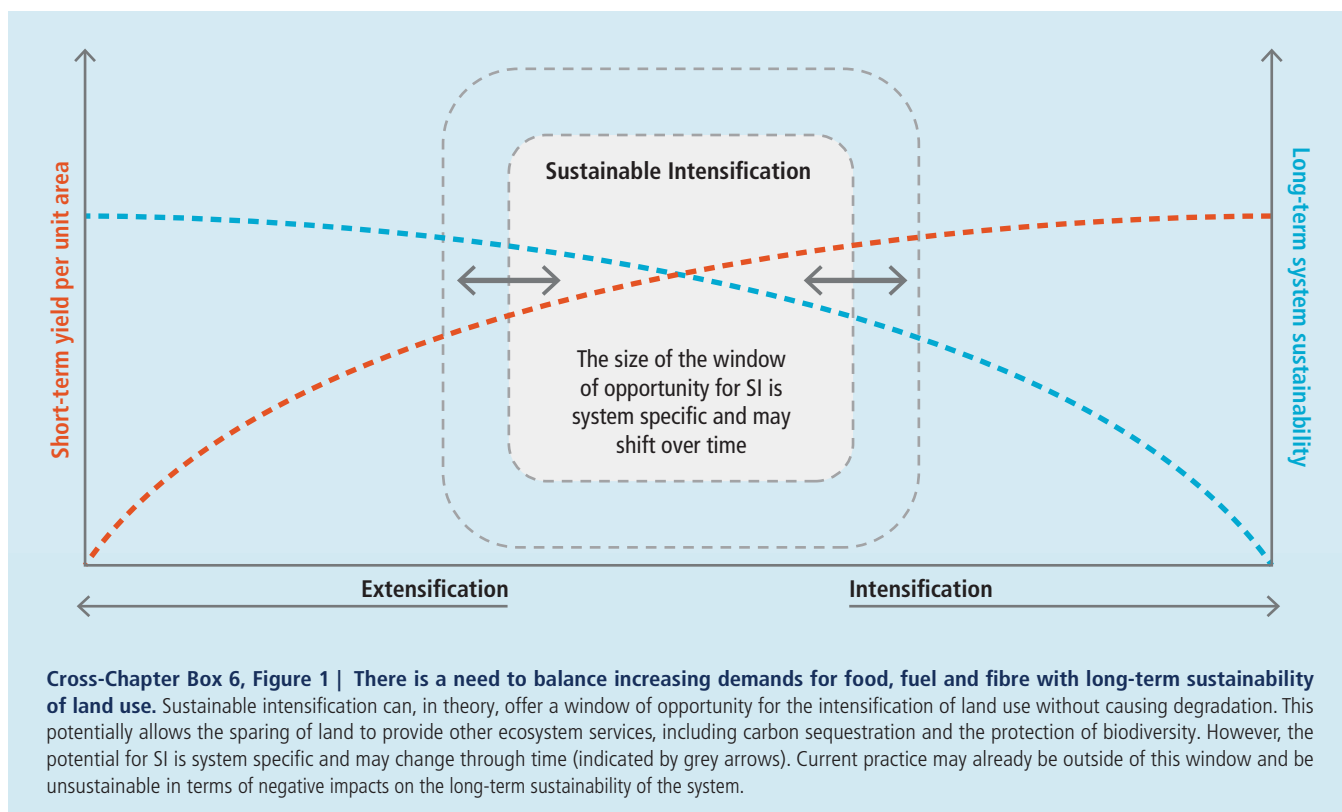 Short-term yield per unit area
Sustainable Intensification
The size of the window
of opportunity for SI is
system specific and may
shift over time
Long-term system sustainability
Extensification
Intensification
Cross-Chapter Box 6, Figure 1 | There is a need to balance increasing demands for food, fuel and fibre with long-term sustainability
of land use. Sustainable intensification can, in theory, offer a window of opportunity for the intensification of land use without causing degradation. This
potentially allows the sparing of land to provide other ecosystem services, including carbon sequestration and the protection of biodiversity. However, the
potential for SI is system specific and may change through time (indicated by grey arrows). Current practice may already be outside of this window and be
unsustainable in terms of negative impacts on the long-term sustainability of the system.